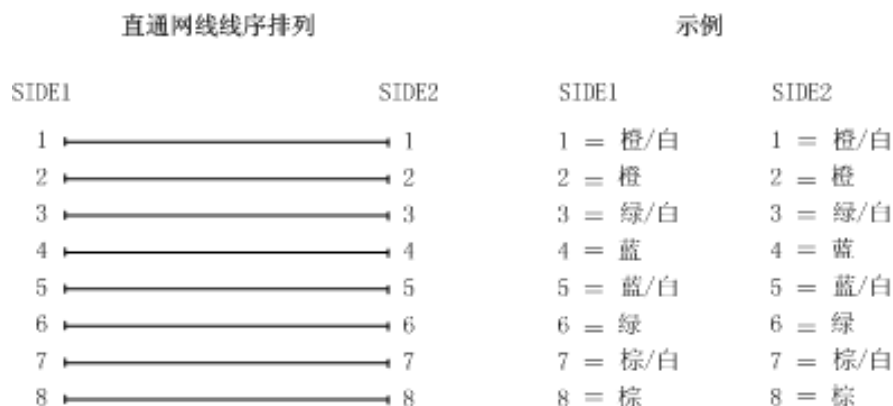 直通网线线序排列 示例
SIDE1 SIDE2 SIDE1 SIDE2
1 1 1 = 橙/白 1 = 橙/白
2 2 2 = 橙 2 = 橙
3 3 3 = 绿/白 3 = 绿/白
4 4 4 = 蓝 4 = 蓝
5 5 5 = 蓝/白 5 = 蓝/白
6 6 6 = 绿 6 = 绿
7 7 7 = 棕/白 7 = 棕/白
8 8 8 = 棕 8 = 棕